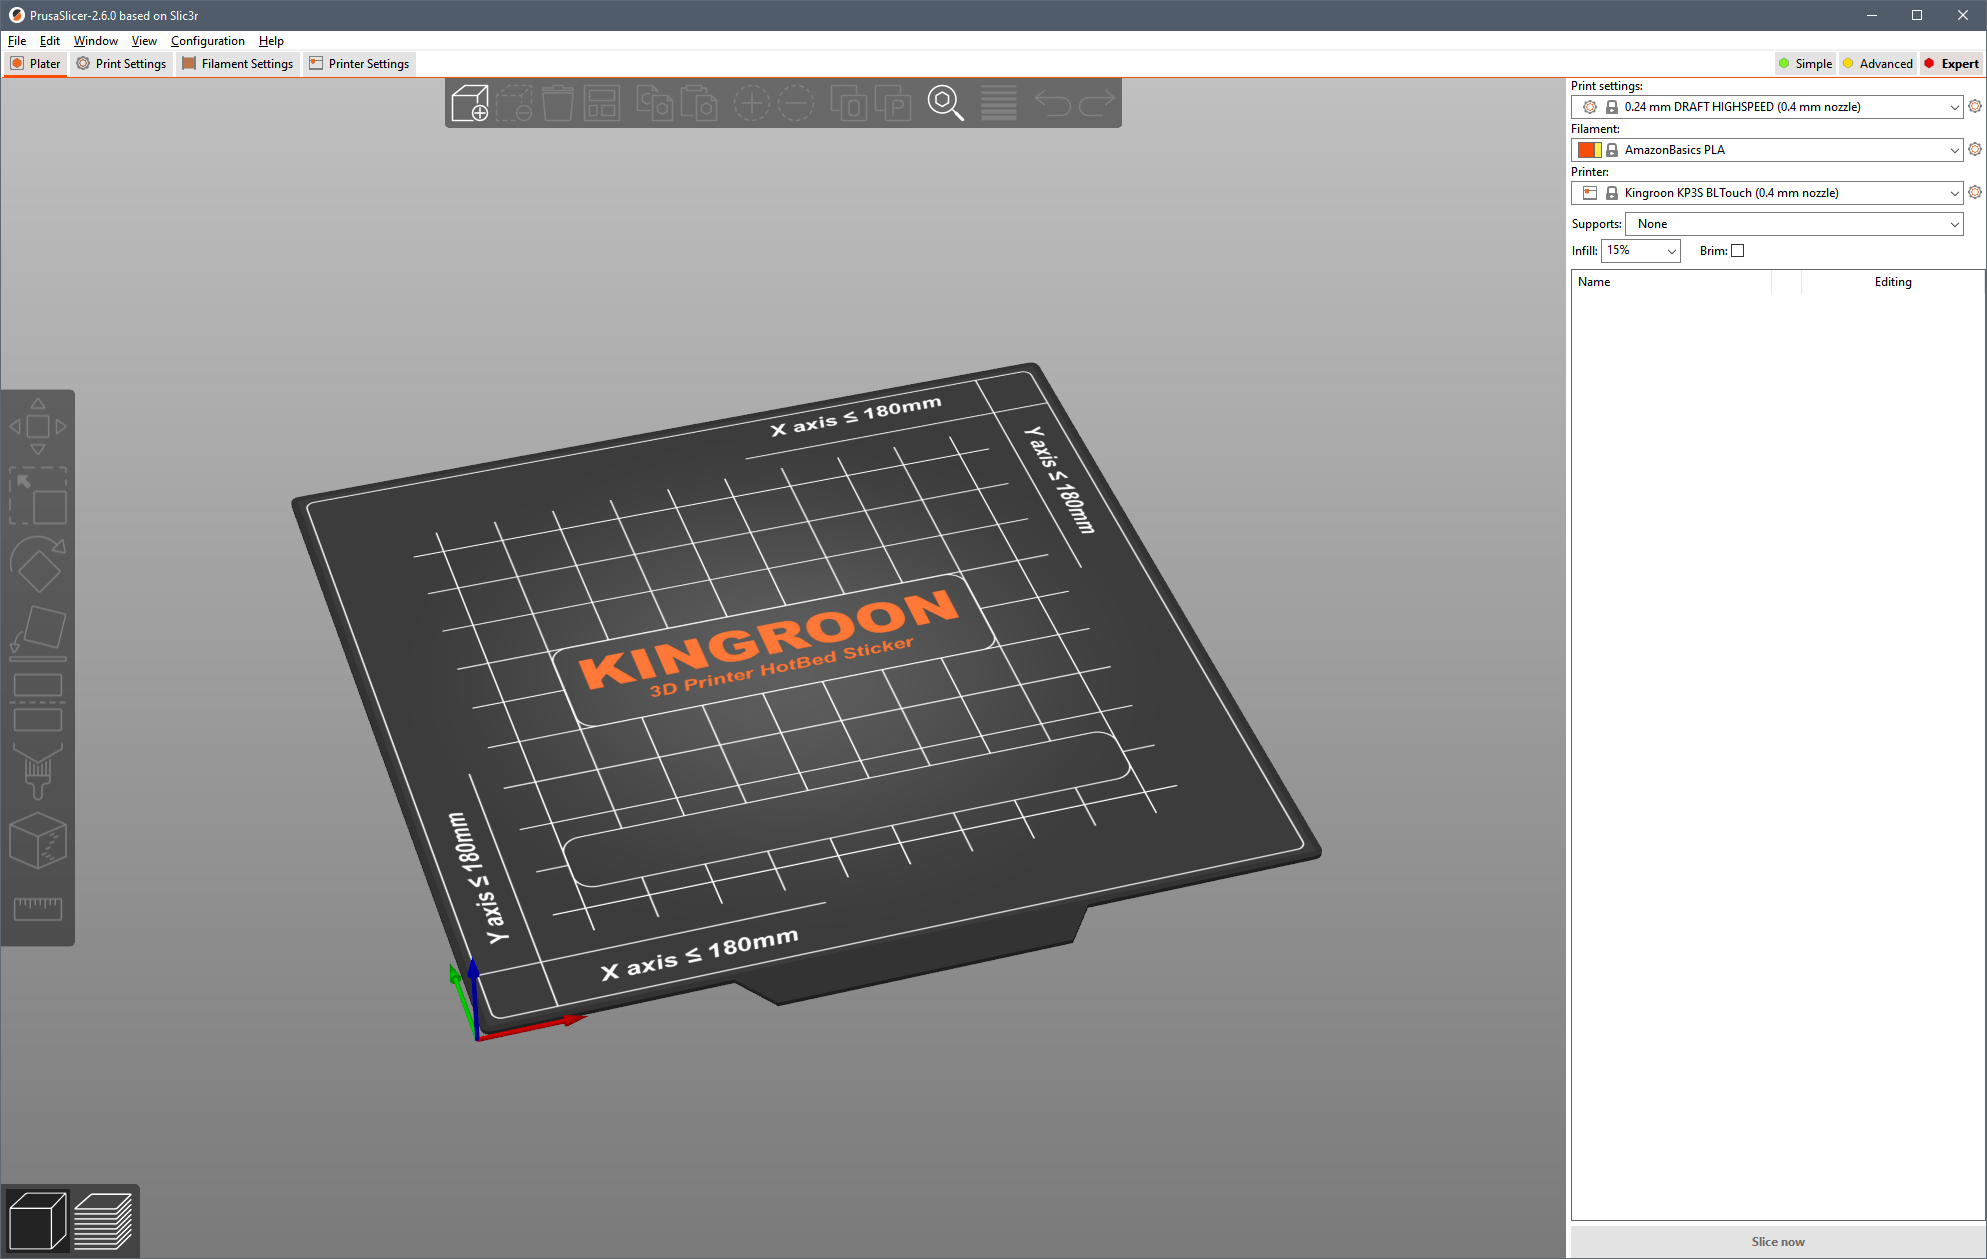 PrusaSlicer-2.6.0 based on Slic3r
File Edit Window View Configuration Help
Plater Print Settings Filament Settings Printer Settings
Simple Advanced Expert
Print settings:
0.24 mm DRAFT HIGHSPEED (0.4 mm nozzle)
Filament:
AmazonBasics PLA
Printer:
Kingroon KP3S BLTouch (0.4 mm nozzle)
Supports: None
Infill: 15% Brim:
Name Editing
X axis ≤ 180mm
Y axis ≤ 180mm
KINGROON
3D Printer HotBed Sticker
Y axis ≤ 180mm
X axis ≤ 180mm
Slice now